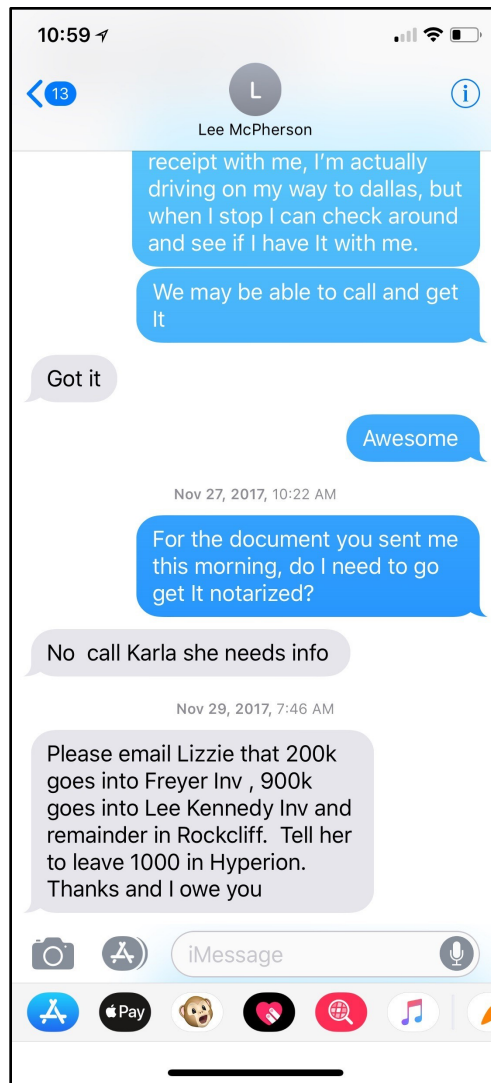 10:59
13
L
Lee McPherson
receipt with me, I'm actually
driving on my way to dallas, but
when I stop I can check around
and see if I have It with me.
We may be able to call and get
It
Got it
Awesome
Nov 27, 2017, 10:22 AM
For the document you sent me
this morning, do I need to go
get It notarized?
No  call Karla she needs info
Nov 29, 2017, 7:46 AM
Please email Lizzie that 200k
goes into Freyer Inv , 900k
goes into Lee Kennedy Inv and
remainder in Rockcliff.  Tell her
to leave 1000 in Hyperion.
Thanks and I owe you
iMessage
Pay